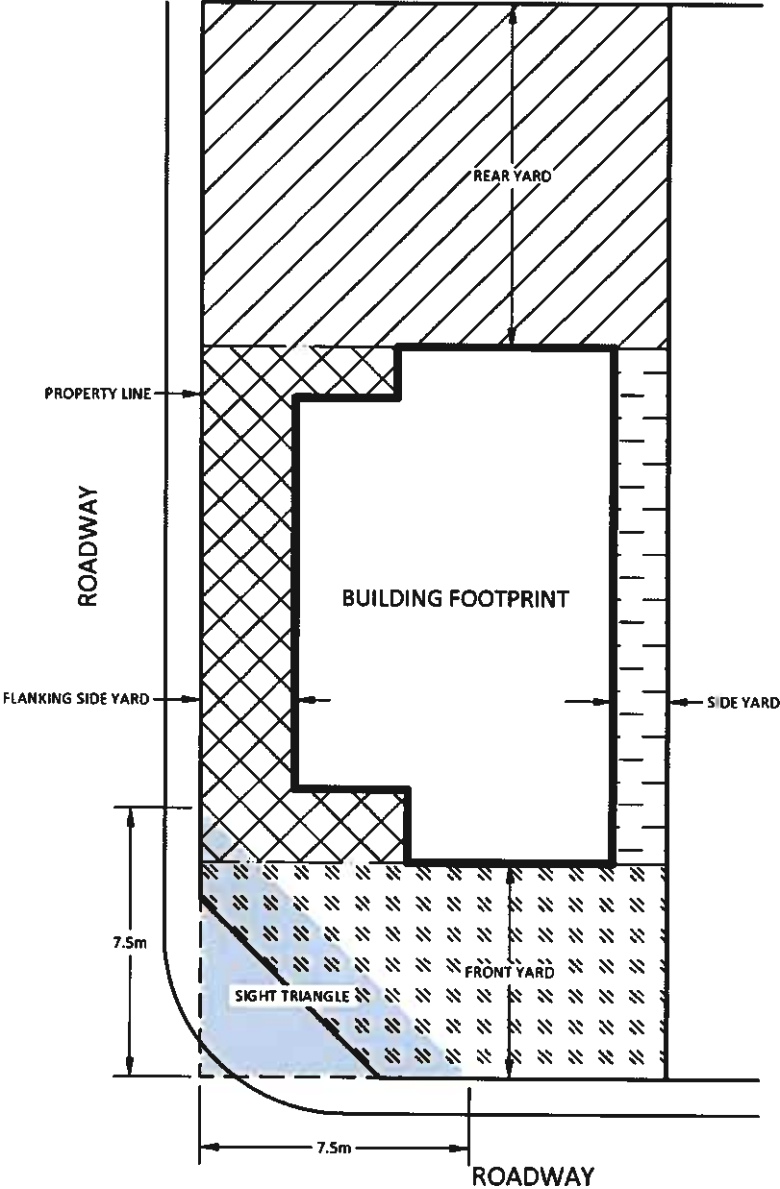 REAR YARD
PROPERTY LINE
ROADWAY
BUILDING FOOTPRINT
FLANKING SIDE YARD
SIDE YARD
7.5m
FRONT YARD
SIGHT TRIANGLE
7.5m
ROADWAY